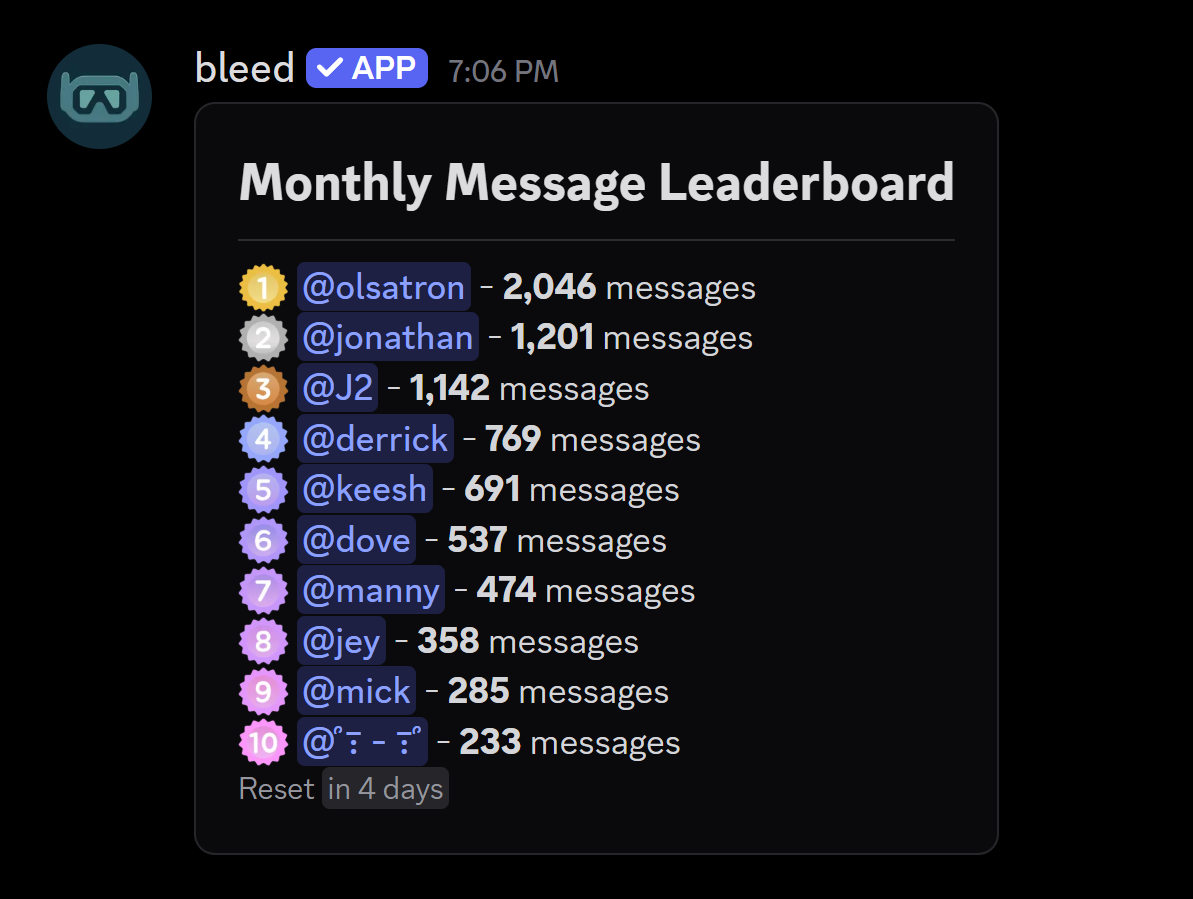 bleed ✓ APP 7:06 PM
Monthly Message Leaderboard
1 @olsatron - 2,046 messages
2 @jonathan - 1,201 messages
3 @J2 - 1,142 messages
4 @derrick - 769 messages
5 @keesh - 691 messages
6 @dove - 537 messages
7 @manny - 474 messages
8 @jey - 358 messages
9 @mick - 285 messages
10 - 233 messages
Reset in 4 days